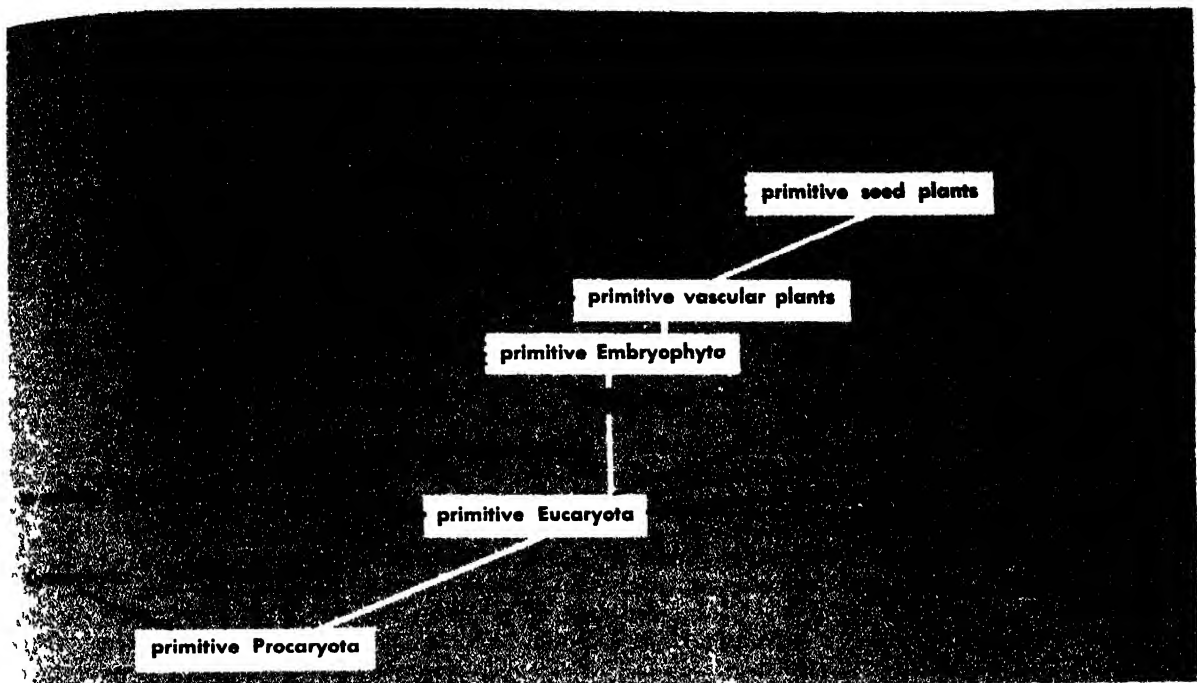 primitive seed plants
primitive vascular plants
primitive Embryophyta
primitive Eucaryota
primitive Procaryota